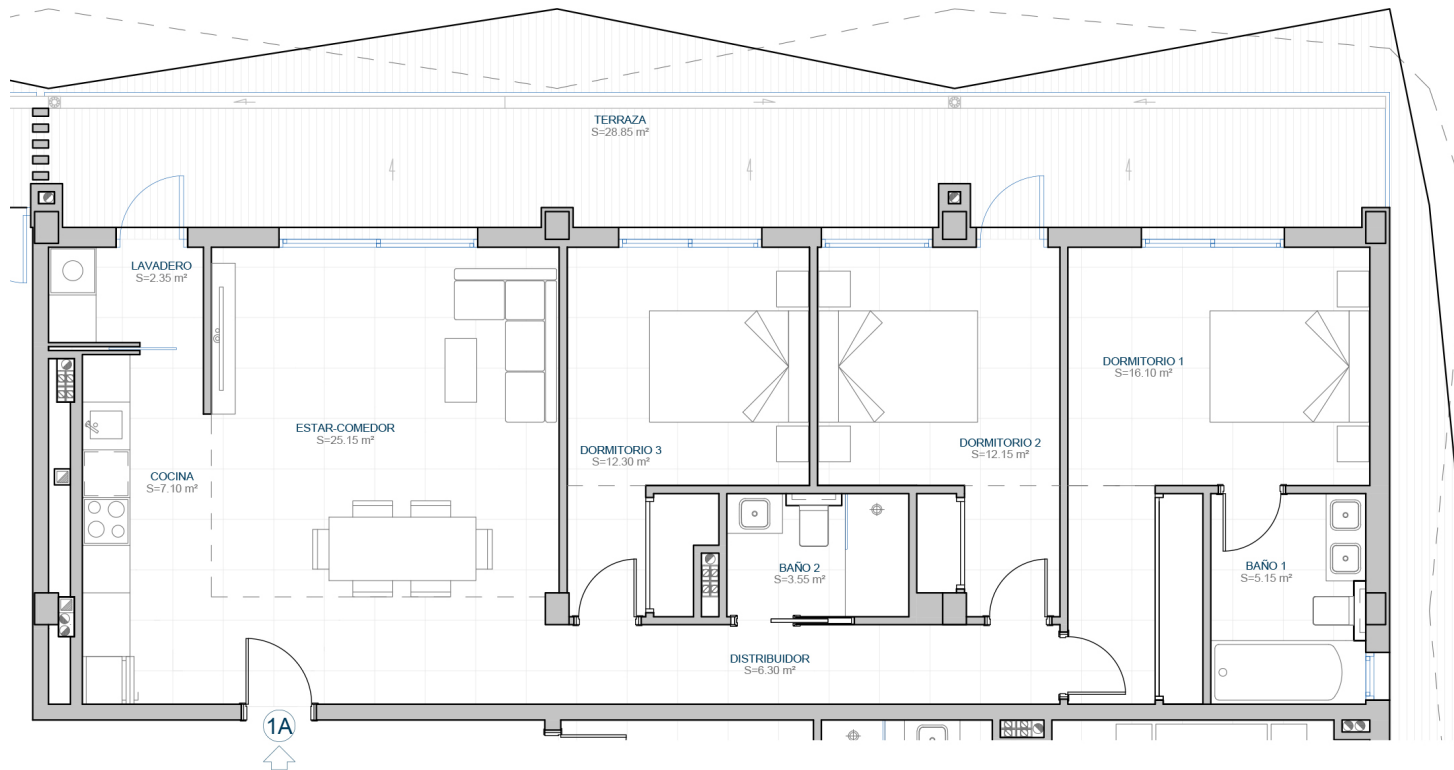 TERRAZA
S=28.85 m²
LAVADERO
S=2.35 m²
DORMITORIO 1
S=16.10 m²
ESTAR-COMEDOR
S=25.15 m²
DORMITORIO 3
S=12.30 m²
DORMITORIO 2
S=12.15 m²
COCINA
S=7.10 m²
BAÑO 2
S=3.55 m²
BAÑO 1
S=5.15 m²
DISTRIBUIDOR
S=6.30 m²
1A